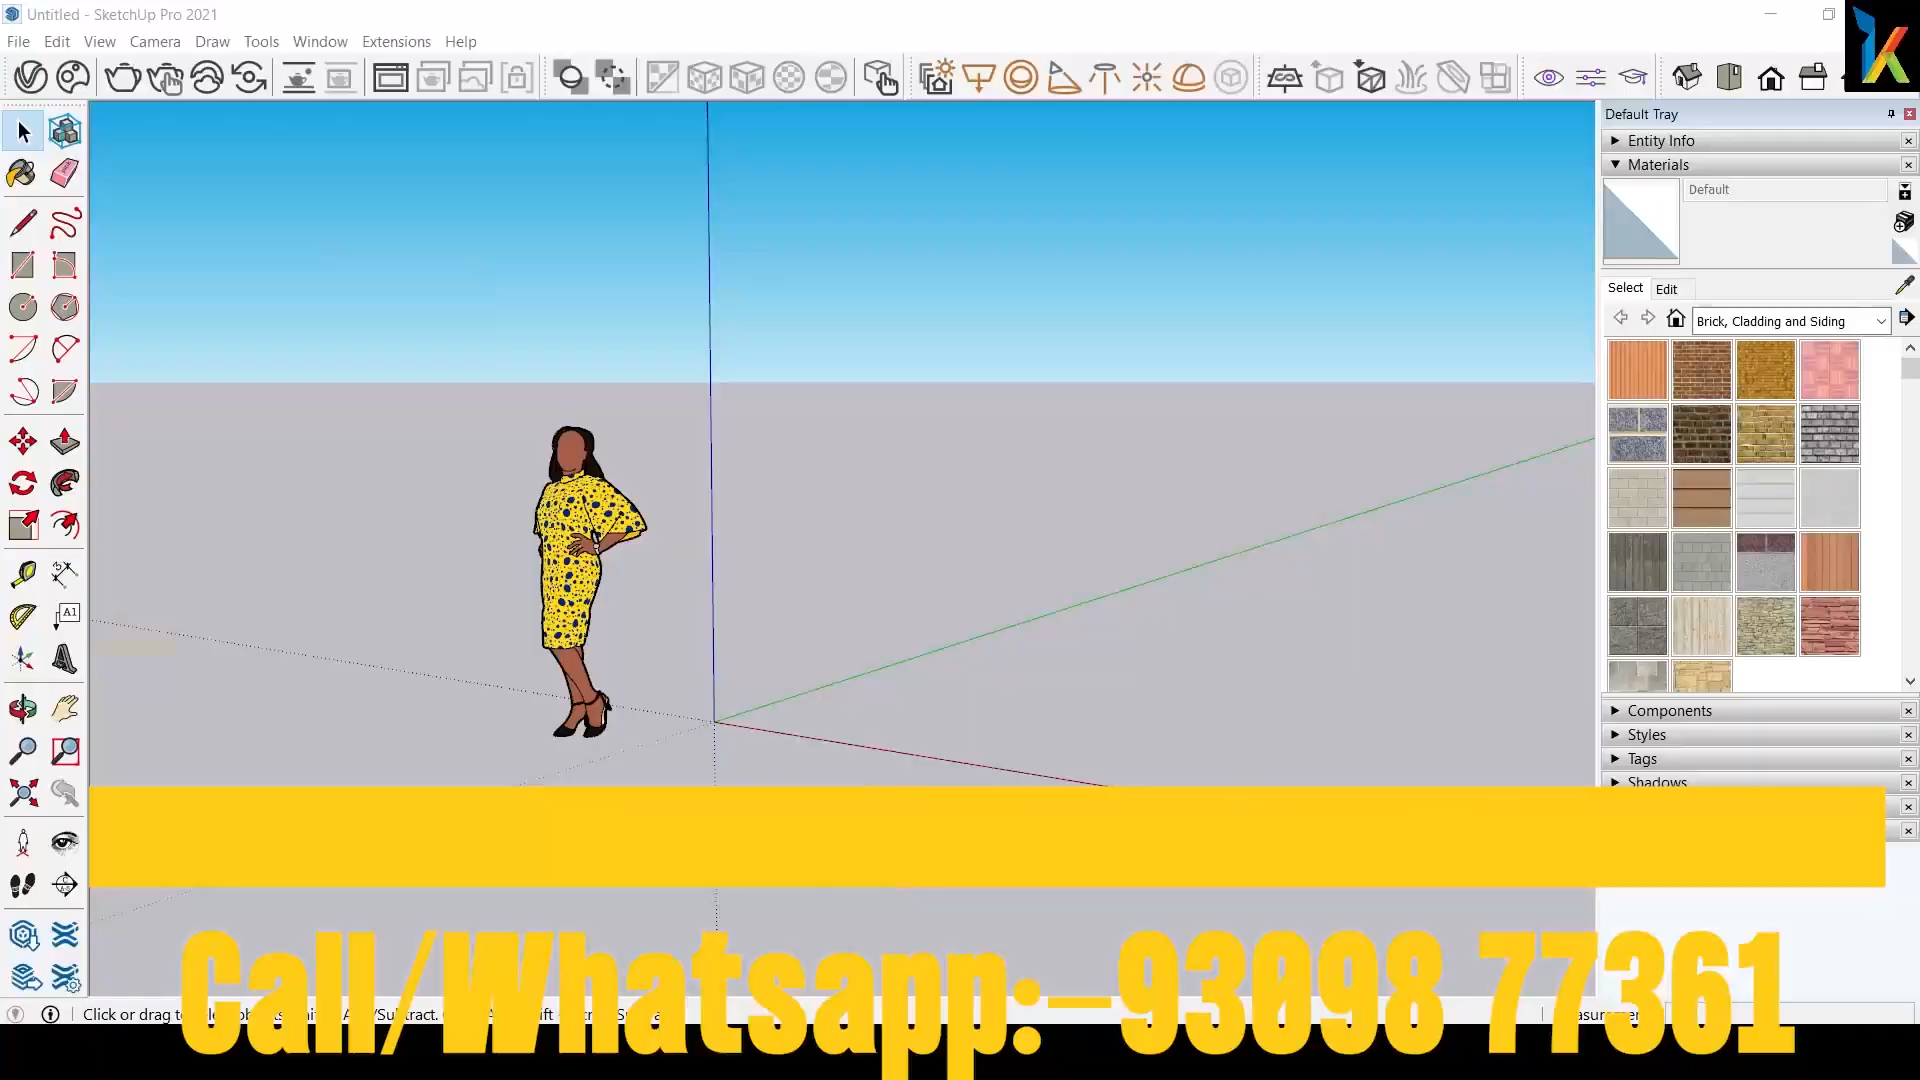 Untitled - SketchUp Pro 2021
File Edit View Camera Draw Tools Window Extensions Help
Default Tray
Entity Info
Materials
Default
Select Edit
Brick, Cladding and Siding
A1
Components
Styles
Tags
Shadows
Click or drag to
Call/Whatsapp:-93098 77361